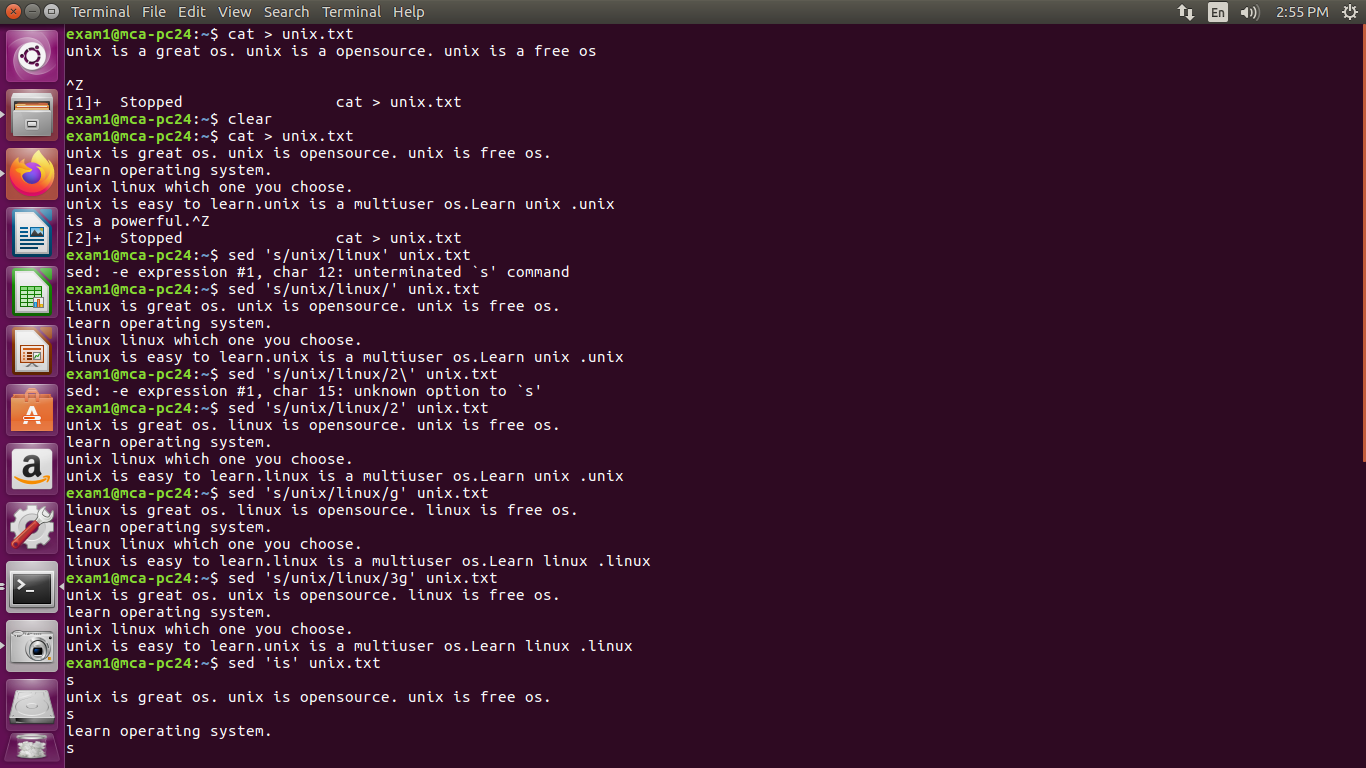 Terminal File Edit View Search Terminal Help En 2:55 PM
exam1@mca-pc24:~$ cat > unix.txt
unix is a great os. unix is a opensource. unix is a free os
^Z
[1]+  Stopped                 cat > unix.txt
exam1@mca-pc24:~$ clear
exam1@mca-pc24:~$ cat > unix.txt
unix is great os. unix is opensource. unix is free os.
learn operating system.
unix linux which one you choose.
unix is easy to learn.unix is a multiuser os.Learn unix .unix
is a powerful.^Z
[2]+  Stopped                 cat > unix.txt
exam1@mca-pc24:~$ sed 's/unix/linux' unix.txt
sed: -e expression #1, char 12: unterminated `s' command
exam1@mca-pc24:~$ sed 's/unix/linux/' unix.txt
linux is great os. unix is opensource. unix is free os.
learn operating system.
linux linux which one you choose.
linux is easy to learn.unix is a multiuser os.Learn unix .unix
exam1@mca-pc24:~$ sed 's/unix/linux/2\' unix.txt
sed: -e expression #1, char 15: unknown option to `s'
exam1@mca-pc24:~$ sed 's/unix/linux/2' unix.txt
unix is great os. linux is opensource. unix is free os.
learn operating system.
unix linux which one you choose.
unix is easy to learn.linux is a multiuser os.Learn unix .unix
exam1@mca-pc24:~$ sed 's/unix/linux/g' unix.txt
linux is great os. linux is opensource. linux is free os.
learn operating system.
linux linux which one you choose.
linux is easy to learn.linux is a multiuser os.Learn linux .linux
exam1@mca-pc24:~$ sed 's/unix/linux/3g' unix.txt
unix is great os. unix is opensource. linux is free os.
learn operating system.
unix linux which one you choose.
unix is easy to learn.unix is a multiuser os.Learn linux .linux
exam1@mca-pc24:~$ sed 'is' unix.txt
s
unix is great os. unix is opensource. unix is free os.
s
learn operating system.
s